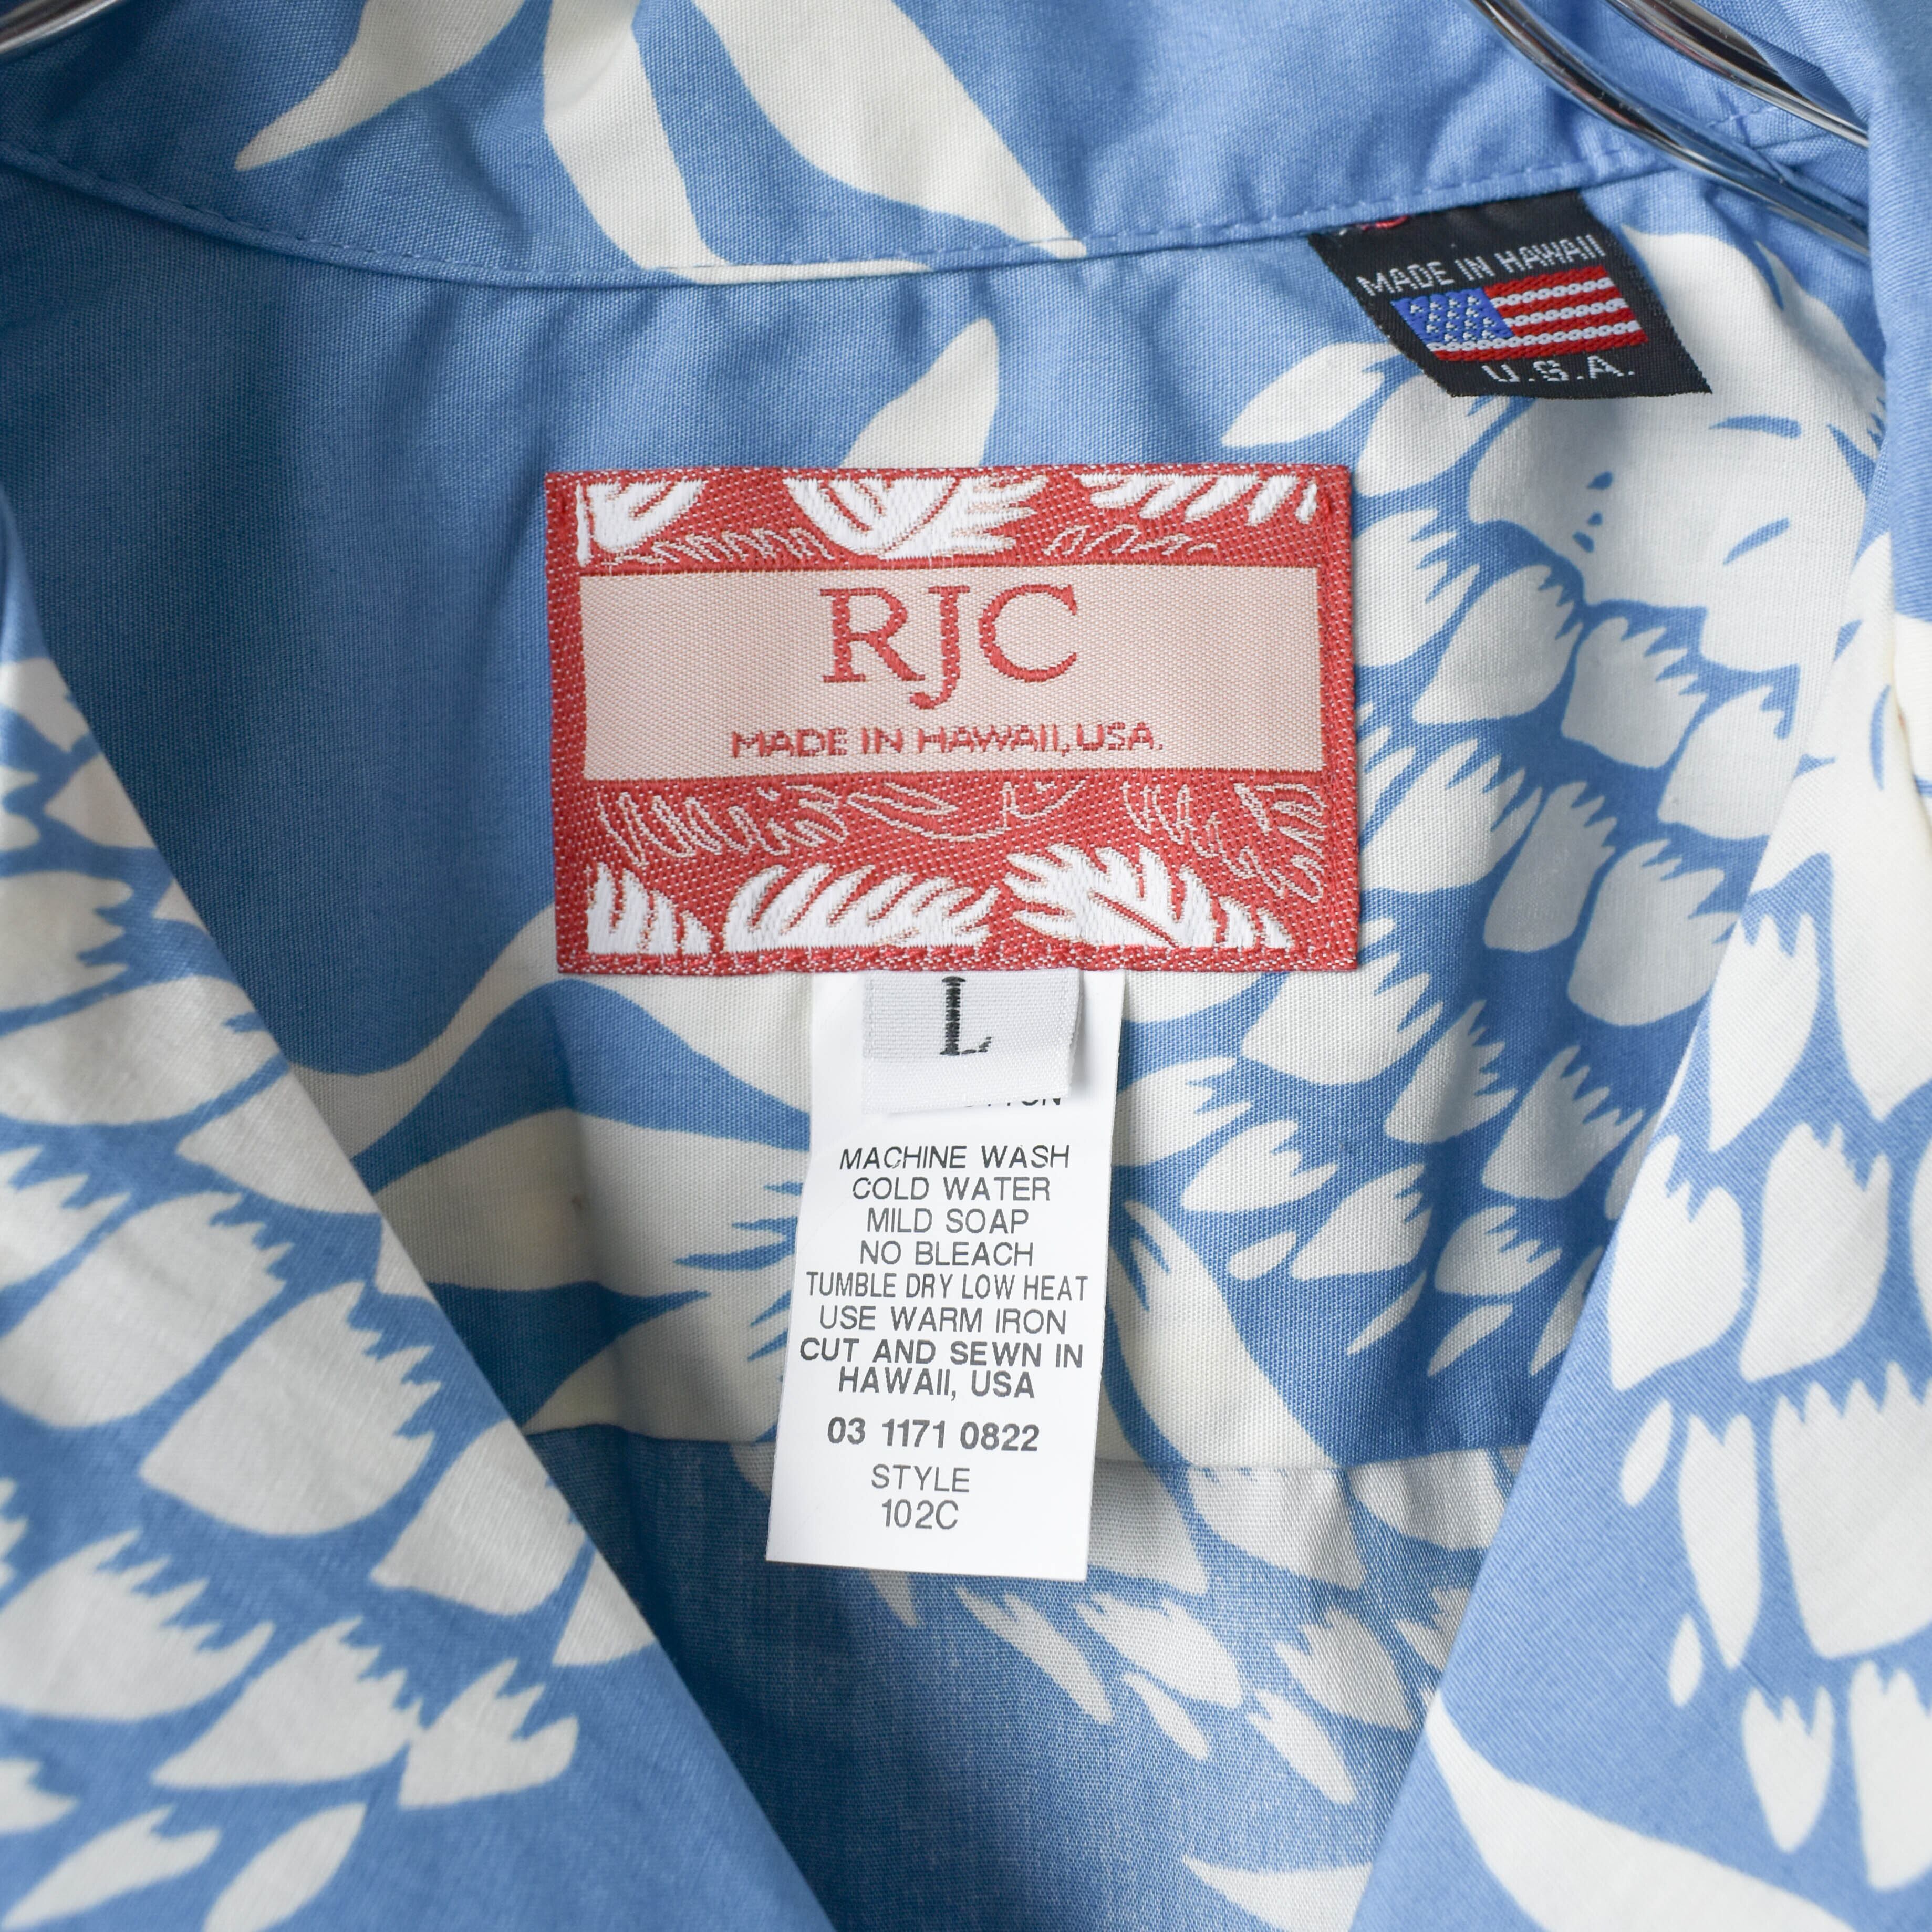 MADE IN HAWAII
U.S.A.
RJC
MADE IN HAWAII, USA.
L
MACHINE WASH
COLD WATER
MILD SOAP
NO BLEACH
TUMBLE DRY LOW HEAT
USE WARM IRON
CUT AND SEWN IN
HAWAII, USA
03 1171 0822
STYLE
102C